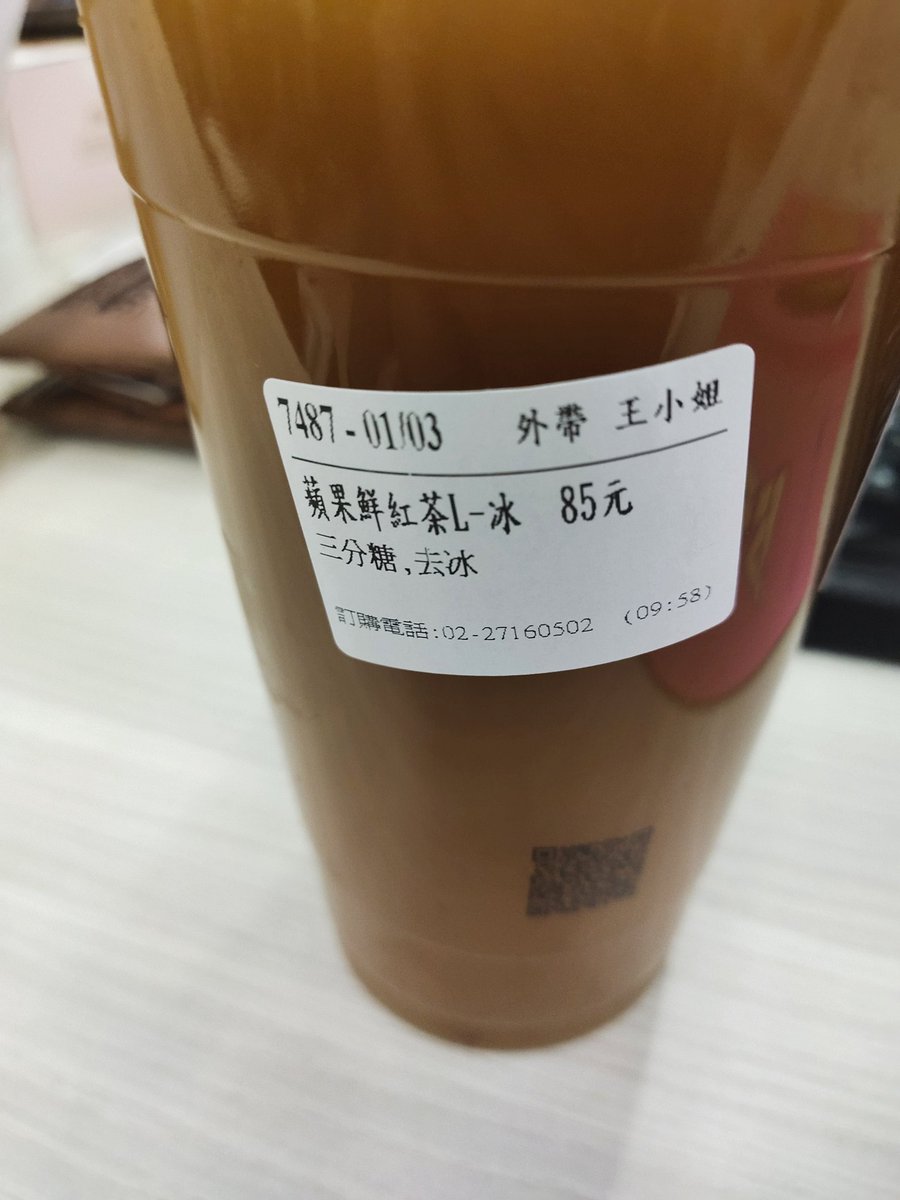 7487-01/03 外帶 王小姐
蘋果鮮紅茶L-冰 85元
三分糖,去冰
訂購電話:02-27160502 (09:58)